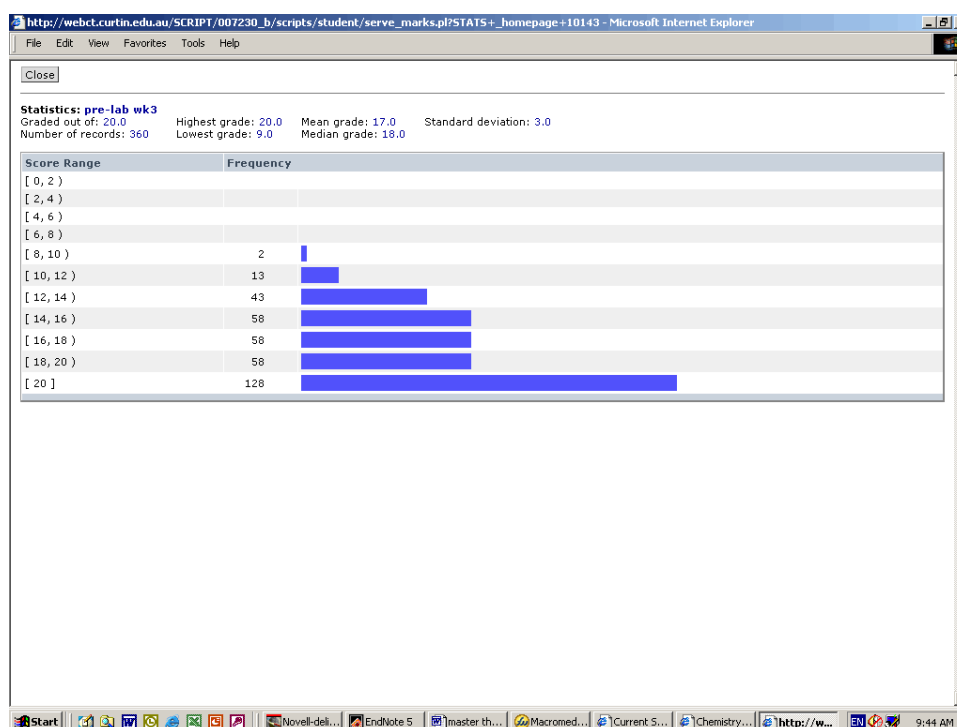 http://webct.curtin.edu.au/SCRIPT/007230_b/scripts/student/serve_marks.pl?STATS+_homepage+10143 - Microsoft Internet Explorer
File Edit View Favorites Tools Help
Close
Statistics: pre-lab wk3
Graded out of: 20.0 Highest grade: 20.0 Mean grade: 17.0 Standard deviation: 3.0
Number of records: 360 Lowest grade: 9.0 Median grade: 18.0
Score Range Frequency
[ 0, 2 )
[ 2, 4 )
[ 4, 6 )
[ 6, 8 )
[ 8, 10 ) 2
[ 10, 12 ) 13
[ 12, 14 ) 43
[ 14, 16 ) 58
[ 16, 18 ) 58
[ 18, 20 ) 58
[ 20 ] 128
Start Novell-deli... EndNote 5 master th... Macromed... Current S... Chemistry... http://w... EN 9:44 AM